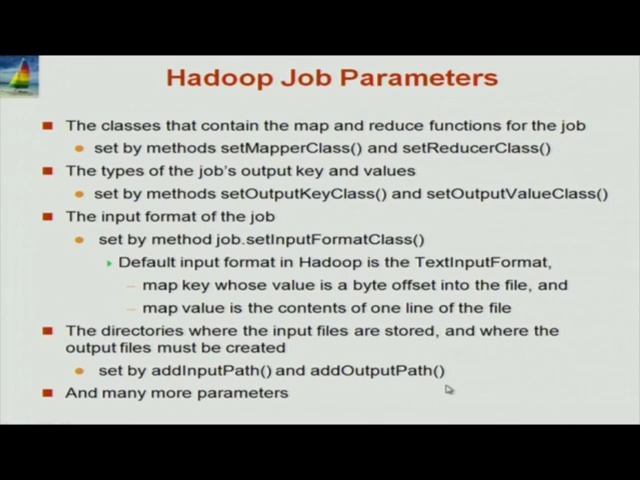 Hadoop Job Parameters
The classes that contain the map and reduce functions for the job
set by methods setMapperClass() and setReducerClass()
The types of the job's output key and values
set by methods setOutputKeyClass() and setOutputValueClass()
The input format of the job
set by method job.setInputFormatClass()
Default input format in Hadoop is the TextInputFormat,
map key whose value is a byte offset into the file, and
map value is the contents of one line of the file
The directories where the input files are stored, and where the
output files must be created
set by addInputPath() and addOutputPath()
And many more parameters